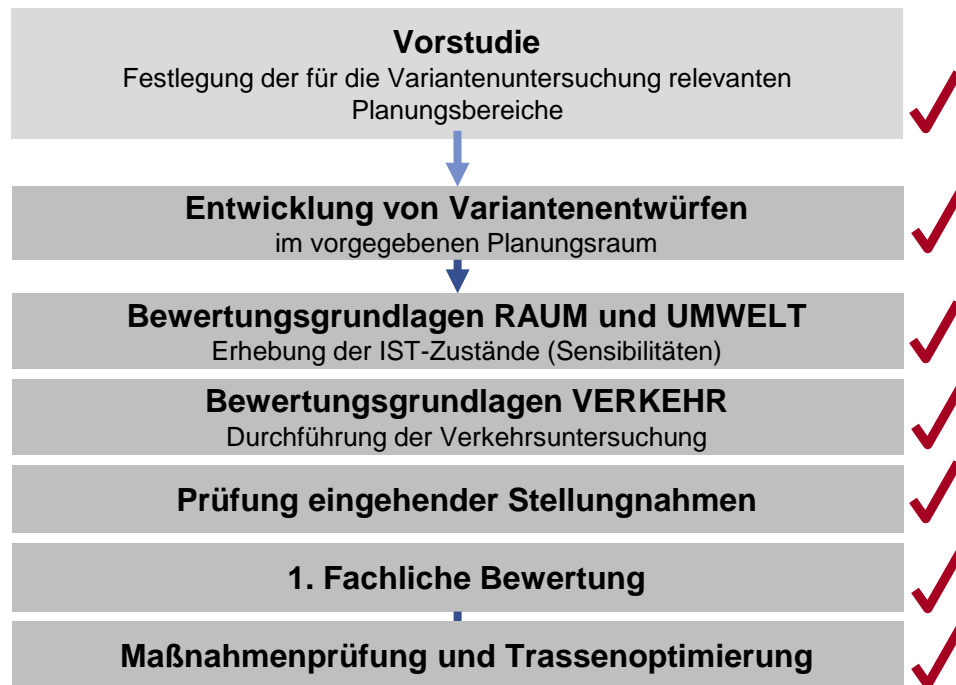 Vorstudie
Festlegung der für die Variantenuntersuchung relevanten
Planungsbereiche
Entwicklung von Variantenentwürfen
im vorgegebenen Planungsraum
Bewertungsgrundlagen RAUM und UMWELT
Erhebung der IST-Zustände (Sensibilitäten)
Bewertungsgrundlagen VERKEHR
Durchführung der Verkehrsuntersuchung
Prüfung eingehender Stellungnahmen
1. Fachliche Bewertung
Maßnahmenprüfung und Trassenoptimierung